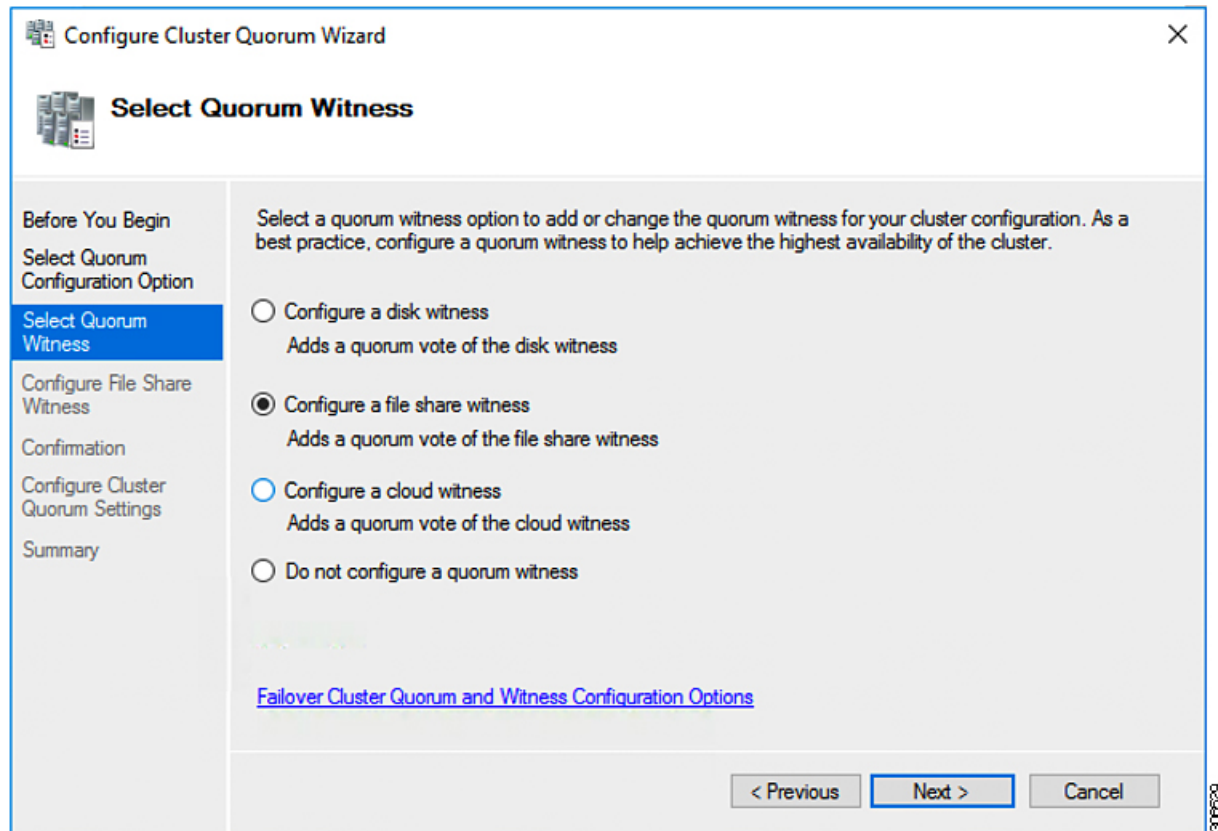 Configure Cluster Quorum Wizard
Select Quorum Witness
Before You Begin
Select Quorum
Configuration Option
Select Quorum
Witness
Configure File Share
Witness
Confirmation
Configure Cluster
Quorum Settings
Summary
Select a quorum witness option to add or change the quorum witness for your cluster configuration. As a
best practice, configure a quorum witness to help achieve the highest availability of the cluster.
Configure a disk witness
Adds a quorum vote of the disk witness
Configure a file share witness
Adds a quorum vote of the file share witness
Configure a cloud witness
Adds a quorum vote of the cloud witness
Do not configure a quorum witness
Failover Cluster Quorum and Witness Configuration Options
< Previous
Next >
Cancel